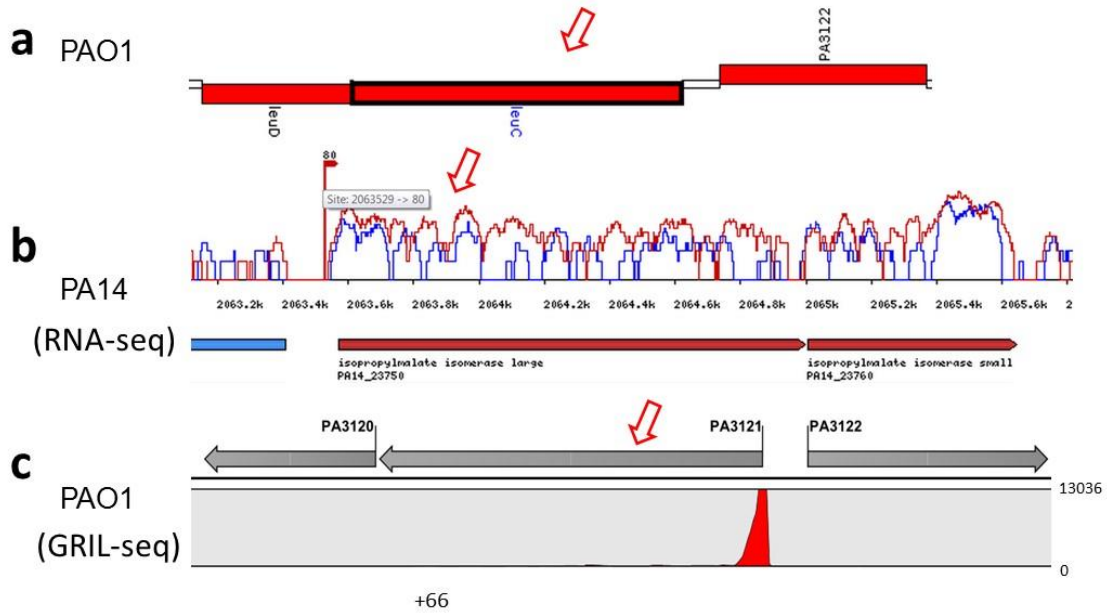 a PAO1
PA3122
leuD
leuC
80
Site: 2063529 -> 80
b
PA14
(RNA-seq)
2063.2k 2063.4k 2063.6k 2063.8k 2064k 2064.2k 2064.4k 2064.6k 2064.8k 2065k 2065.2k 2065.4k 2065.6k 2
isopropylmalate isomerase large isopropylmalate isomerase small
PA14_23750 PA14_23760
PA3120 PA3121 PA3122
c
PAO1
(GRIL-seq)
13036
0
+66